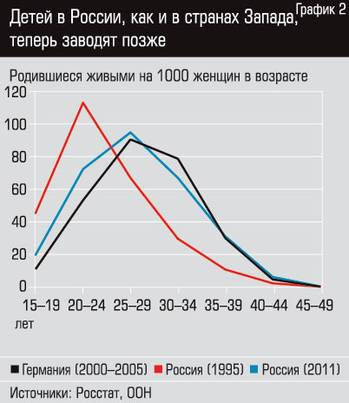 График 2
Детей в России, как и в странах Запада,
теперь заводят позже
Родившиеся живыми на 1000 женщин в возрасте
120
100
80
60
40
20
0
15–19 20–24 25–29 30–34 35–39 40–44 45–49
лет
Германия (2000–2005) Россия (1995) Россия (2011)
Источники: Росстат, ООН